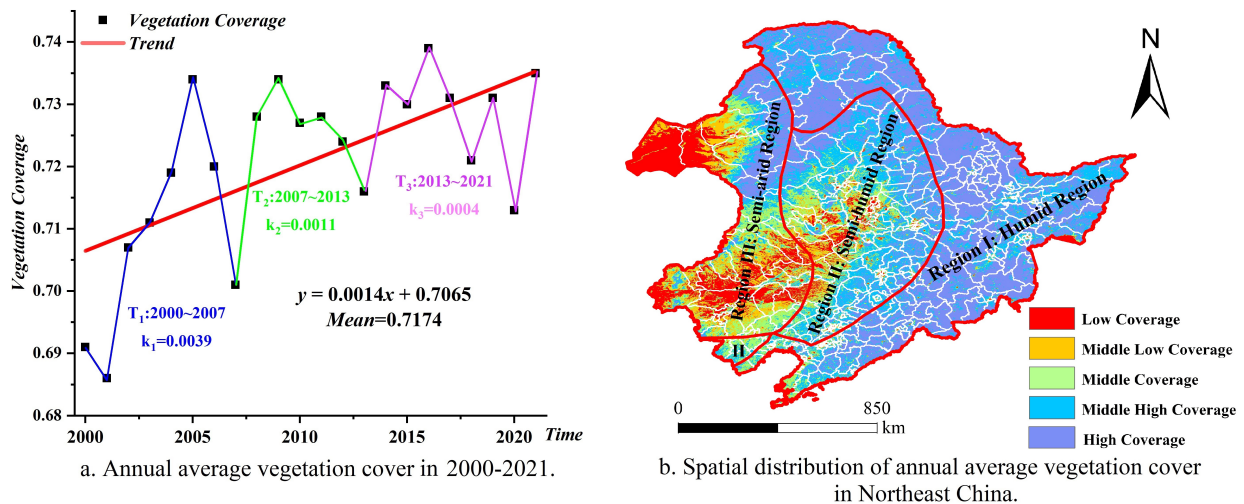 Vegetation Coverage
Trend
0.74
0.73
0.72
0.71
0.70
0.69
0.68
Vegetation Coverage
T1:2000~2007
k1=0.0039
T2:2007~2013
k2=0.0011
T3:2013~2021
k3=0.0004
y = 0.0014x + 0.7065
Mean=0.7174
2000
2005
2010
2015
2020
Time
a. Annual average vegetation cover in 2000-2021.
N
Region III: Semi-arid Region
Region II: Semi-humid Region
Region I: Humid Region
II
Low Coverage
Middle Low Coverage
Middle Coverage
Middle High Coverage
High Coverage
0
850
km
b. Spatial distribution of annual average vegetation cover
in Northeast China.